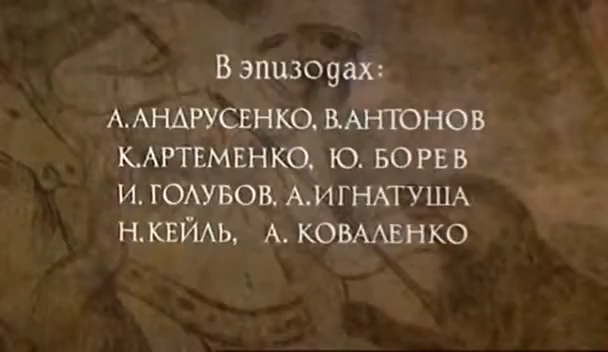 В эпизодах:
А. АНДРУСЕНКО, В. АНТОНОВ
К. АРТЕМЕНКО, Ю. БОРЕВ
И. ГОЛУБОВ, А. ИГНАТУША
Н. КЕЙЛЬ, А. КОВАЛЕНКО